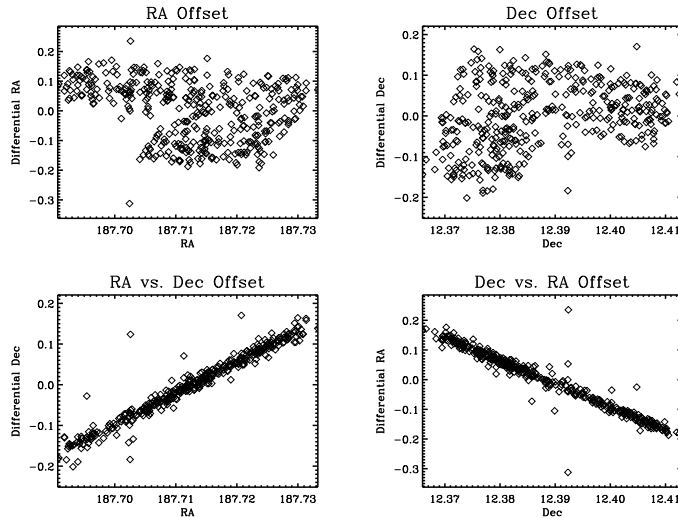 RA Offset
Differential RA
0.2
0.1
0.0
−0.1
−0.2
−0.3
187.70 187.71 187.72 187.73
RA
Dec Offset
Differential Dec
0.2
0.1
0.0
−0.1
−0.2
12.37 12.38 12.39 12.40 12.41
Dec
RA vs. Dec Offset
Differential Dec
0.2
0.1
0.0
−0.1
−0.2
187.70 187.71 187.72 187.73
RA
Dec vs. RA Offset
Differential RA
0.2
0.1
0.0
−0.1
−0.2
−0.3
12.37 12.38 12.39 12.40 12.41
Dec